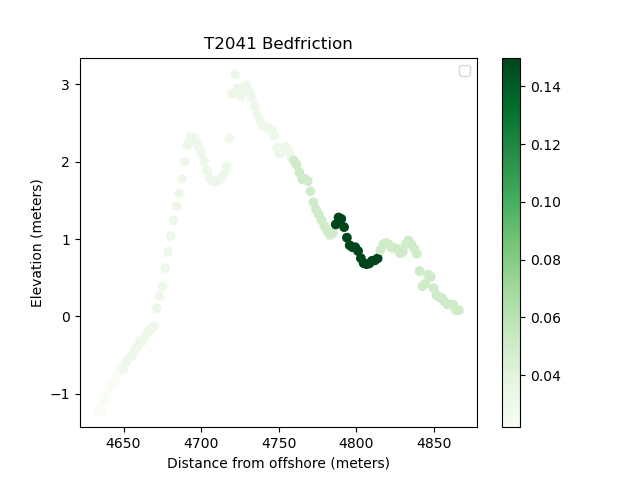 T2041 Bedfriction
3
2
1
0
−1
Elevation (meters)
4650 4700 4750 4800 4850
Distance from offshore (meters)
0.14
0.12
0.10
0.08
0.06
0.04